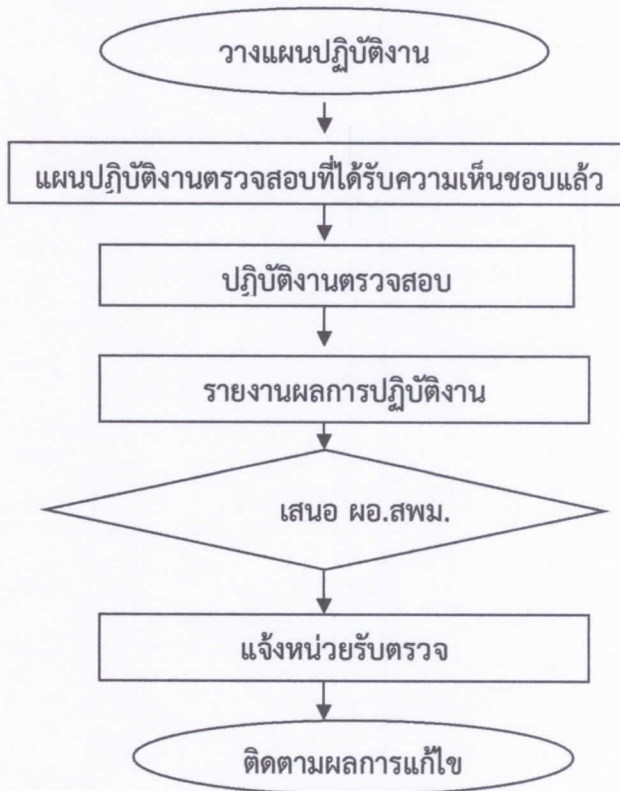 วางแผนปฏิบัติงาน
แผนปฏิบัติงานตรวจสอบที่ได้รับความเห็นชอบแล้ว
ปฏิบัติงานตรวจสอบ
รายงานผลการปฏิบัติงาน
เสนอ ผอ.สพม.
แจ้งหน่วยรับตรวจ
ติดตามผลการแก้ไข